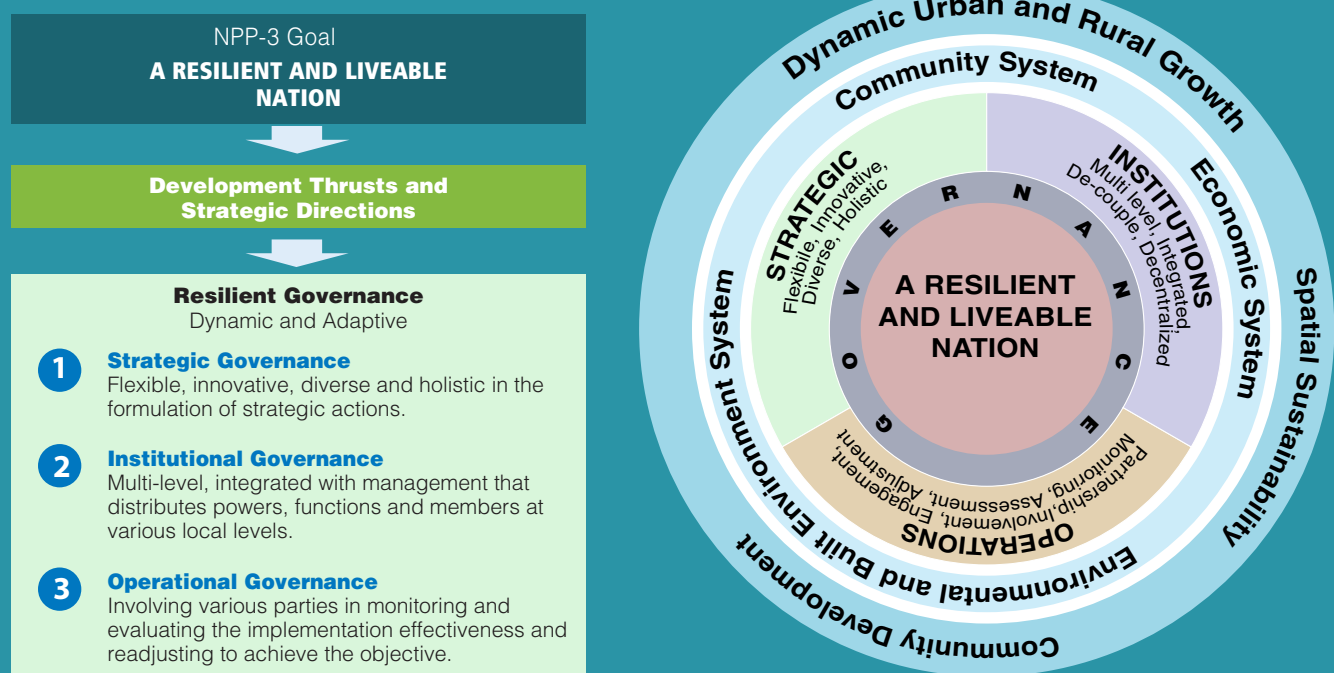 NPP-3 Goal
A RESILIENT AND LIVEABLE
NATION
Development Thrusts and
Strategic Directions
Resilient Governance
Dynamic and Adaptive
1
Strategic Governance
Flexible, innovative, diverse and holistic in the
formulation of strategic actions.
2
Institutional Governance
Multi-level, integrated with management that
distributes powers, functions and members at
various local levels.
3
Operational Governance
Involving various parties in monitoring and
evaluating the implementation effectiveness and
readjusting to achieve the objective.
Dynamic Urban and Rural Growth
Spatial Sustainability
Community Development
Community System
Economic System
Environmental and Built Environment System
STRATEGIC
Flexibile, Innovative,
Diverse, Holistic
INSTITUTIONS
Multi level, Integrated,
De-couple, Decentralized
Partnership,Involvement, Engagement,
Monitoring, Assessment, Adjustment
OPERATIONS
GOVERNANCE
A RESILIENT
AND LIVEABLE
NATION